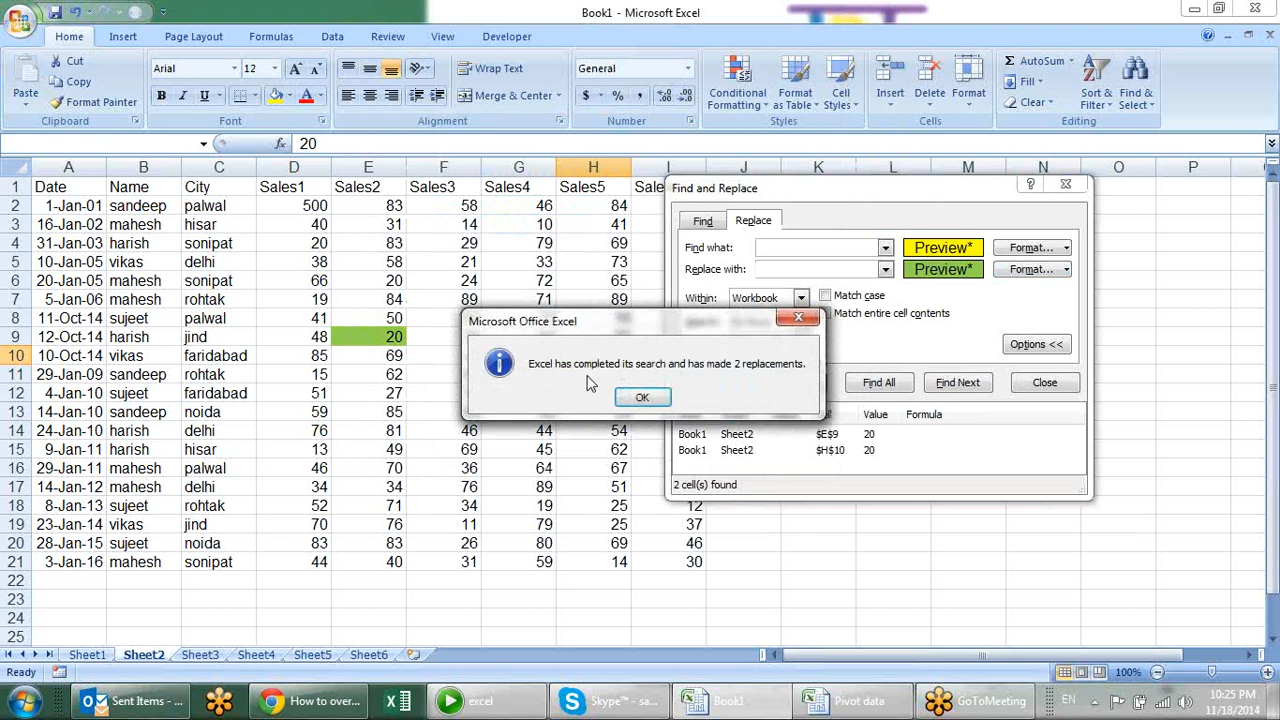 Book1 - Microsoft Excel
Home Insert Page Layout Formulas Data Review View Developer
Paste Cut Arial 12 Wrap Text General Conditional Formatting Format as Table Cell Styles Insert Delete Format AutoSum Sort & Filter Find & Select
Copy Fill
Format Painter B I U A Merge & Center $ % , Clear
Clipboard Font Alignment Number Styles Cells Editing
fx 20
A B C D E F G H I J K L M N O P
1 Date Name City Sales1 Sales2 Sales3 Sales4 Sales5
2 1-Jan-01 sandeep palwal 500 83 58 46 84
3 16-Jan-02 mahesh hisar 40 31 14 10 41
4 31-Jan-03 harish sonipat 20 83 29 79 69
5 10-Jan-05 vikas delhi 38 58 21 33 73
6 20-Jan-05 mahesh palwal 66 20 24 72 65
7 5-Jan-06 mahesh rohtak 19 84 89 71 89
8 11-Oct-14 sujeet palwal 41 50
9 12-Oct-14 harish jind 48 20
10 10-Oct-14 vikas faridabad 85 69
11 29-Jan-09 sandeep rohtak 15 62
12 4-Jan-10 sujeet faridabad 51 27
13 14-Jan-10 sandeep noida 59 85
14 24-Jan-10 harish delhi 76 81 46 44 54
15 13-Jan-11 harish hisar 13 49 69 45 62
16 29-Jan-11 mahesh palwal 46 70 36 64 67
17 14-Jan-12 mahesh delhi 34 34 76 89 51
18 8-Jan-13 sujeet rohtak 52 71 34 19 25 12
19 23-Jan-14 vikas jind 70 76 11 79 25 37
20 28-Jan-15 sujeet noida 83 83 26 80 69 46
21 3-Jan-16 mahesh sonipat 44 40 31 59 14 30
22
23
24
25
Find and Replace
Find Replace
Find what: Preview* Format...
Replace with: Preview* Format...
Within: Workbook Match case
Match entire cell contents
Options <<
Find All Find Next Close
Value Formula
Book1 Sheet2 $E$9 20
Book1 Sheet2 $H$10 20
2 cell(s) found
Microsoft Office Excel
Excel has completed its search and has made 2 replacements.
OK
Sheet1 Sheet2 Sheet3 Sheet4 Sheet5 Sheet6
Ready 100%
Sent Items - ... How to over... excel Skype™ - sa... Book1 Pivot data GoToMeeting EN 10:25 PM
11/18/2014